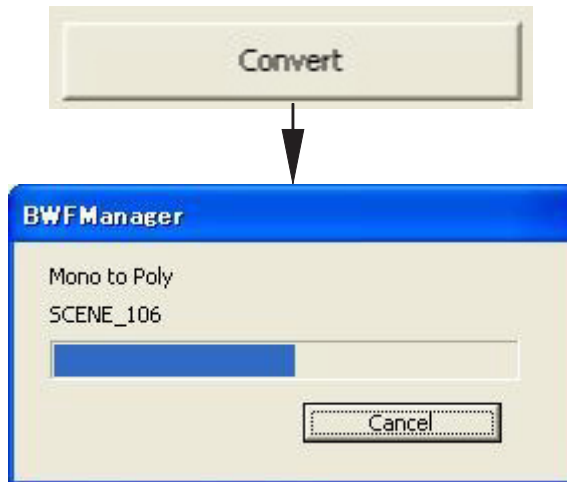 Convert
BWFManager
Mono to Poly
SCENE_106
Cancel